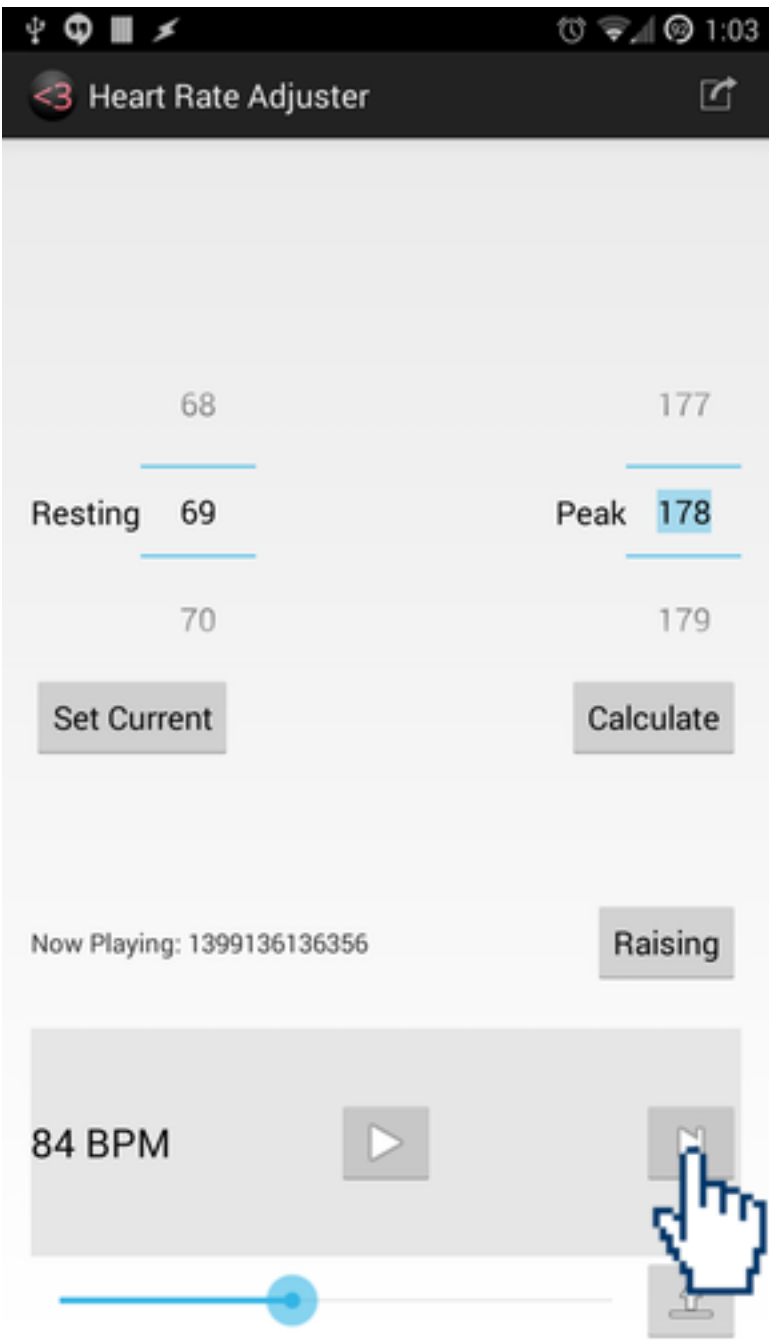 92 1:03
<3 Heart Rate Adjuster
68 177
Resting 69 Peak 178
70 179
Set Current Calculate
Now Playing: 1399136136356 Raising
84 BPM